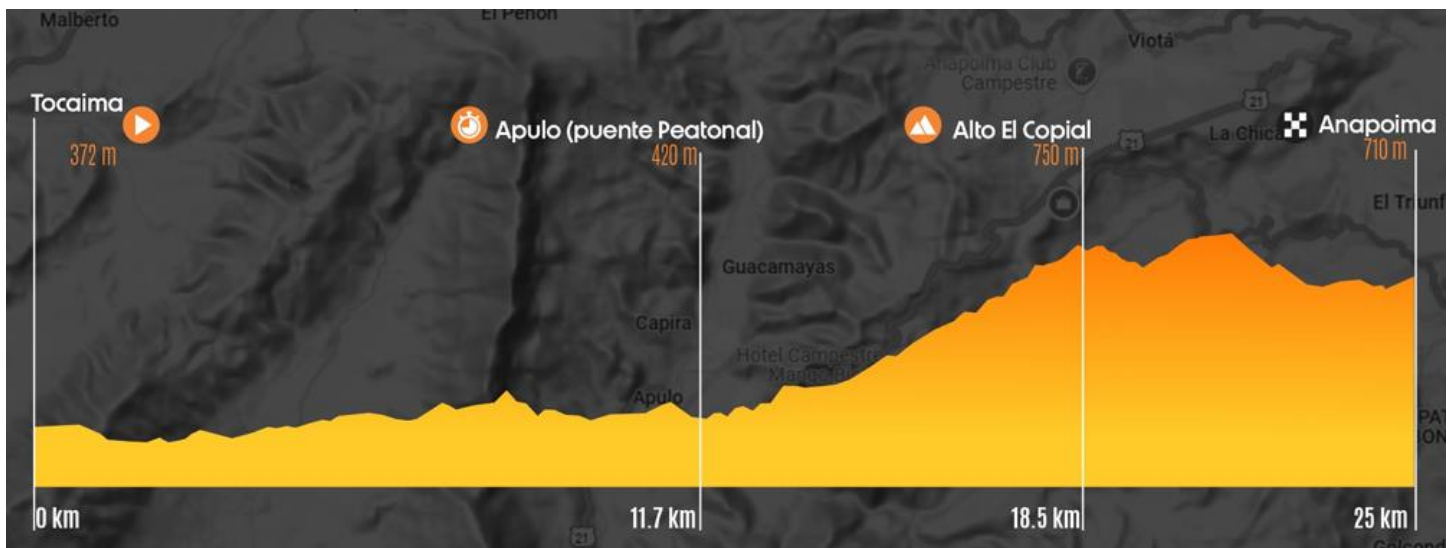 El Peñón
Malberto
Viotá
Anapoima Club
Campestre
Tocaima
Apulo (puente Peatonal)
Alto El Copial
Anapoima
21
La Chica
21
372 m
420 m
750 m
710 m
El Triunf
Guacamayas
Capira
Hotel Campestre
Apulo
0 km
11.7 km
18.5 km
25 km
21